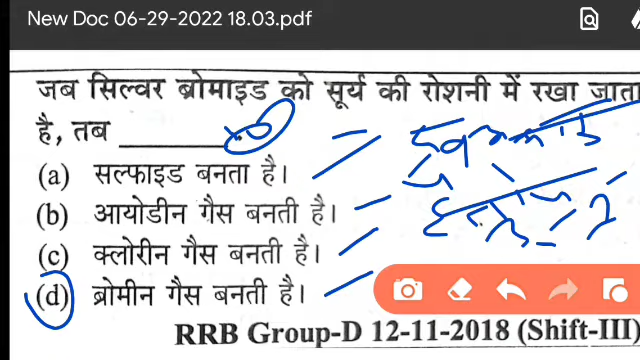 New Doc 06-29-2022 18.03.pdf
जब सिल्वर ब्रोमाइड को सूर्य की रोशनी में रखा जाता
है, तब ________
(a) सल्फाइड बनता है।
(b) आयोडीन गैस बनती है।
(c) क्लोरीन गैस बनती है।
(d) ब्रोमीन गैस बनती है।
RRB Group-D 12-11-2018 (Shift-III)